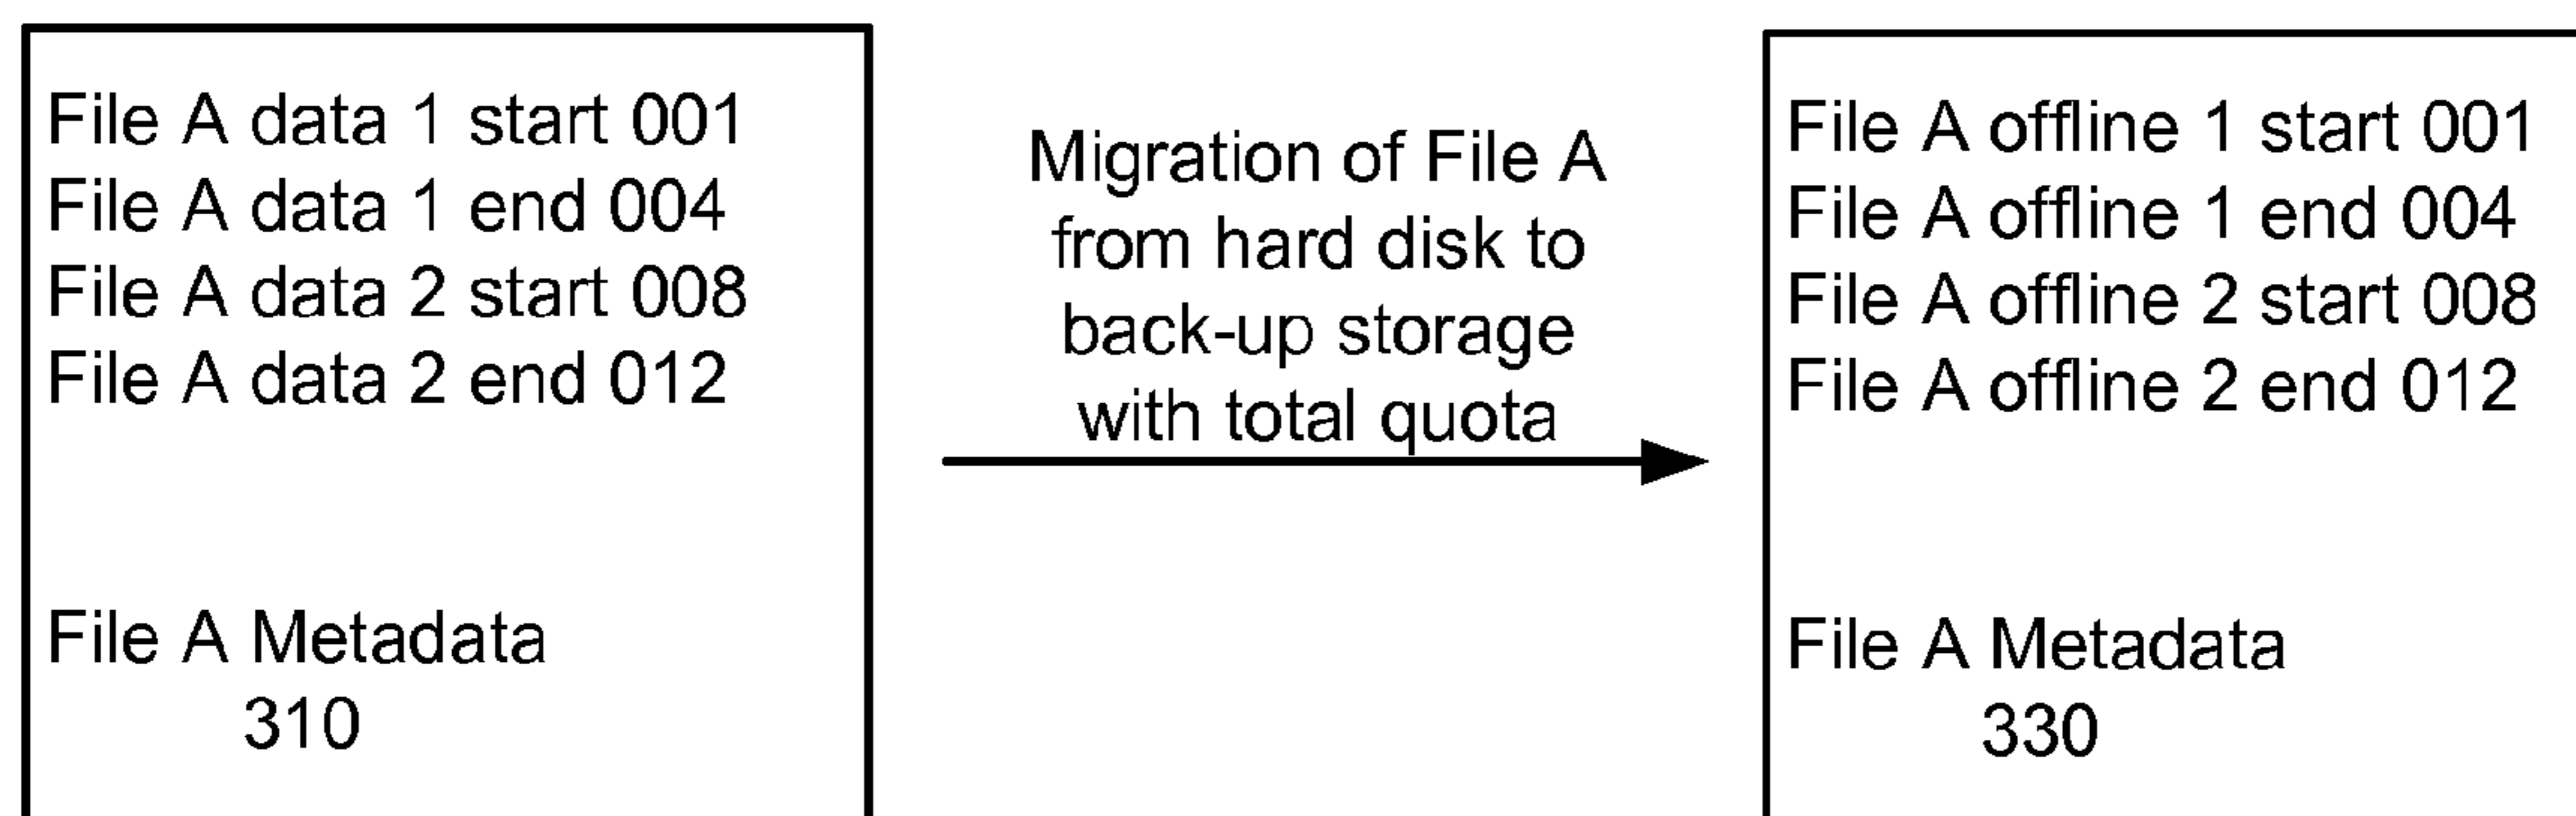 File A data 1 start 001
File A data 1 end 004
File A data 2 start 008
File A data 2 end 012
File A Metadata
310
Migration of File A
from hard disk to
back-up storage
with total quota
File A offline 1 start 001
File A offline 1 end 004
File A offline 2 start 008
File A offline 2 end 012
File A Metadata
330